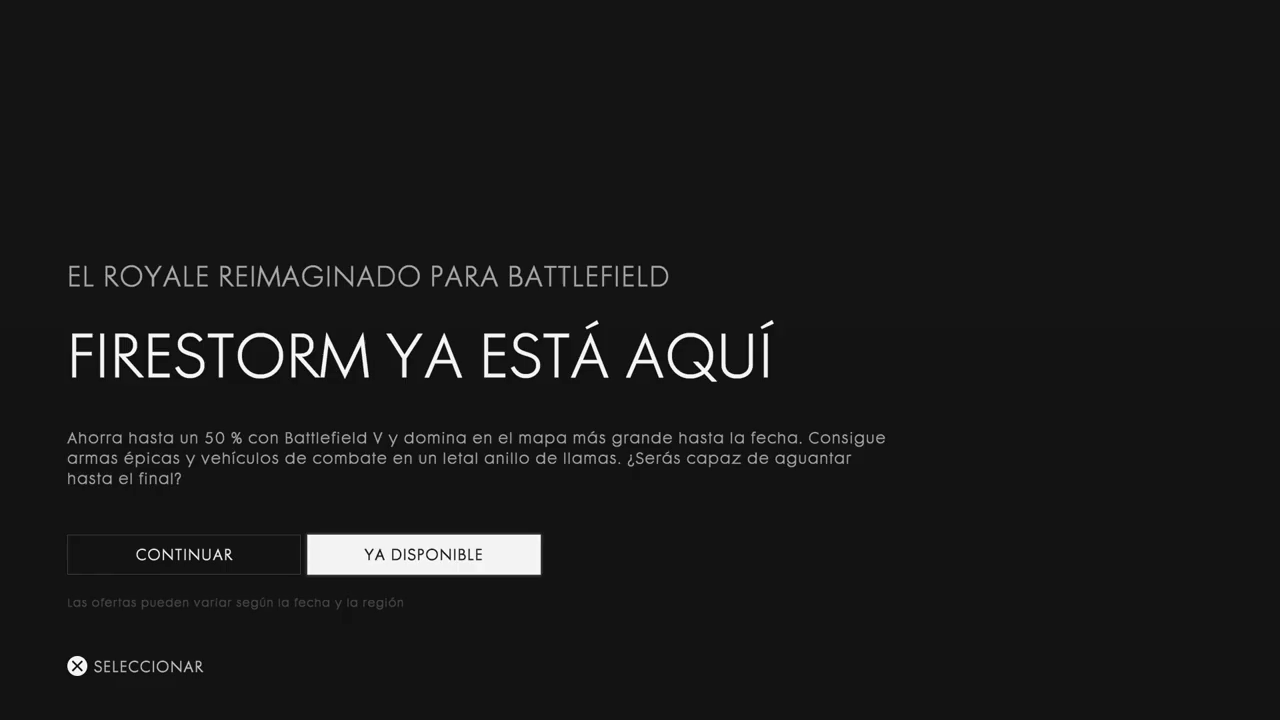 EL ROYALE REIMAGINADO PARA BATTLEFIELD
FIRESTORM YA ESTÁ AQUÍ
Ahorra hasta un 50 % con Battlefield V y domina en el mapa más grande hasta la fecha. Consigue
armas épicas y vehículos de combate en un letal anillo de llamas. ¿Serás capaz de aguantar
hasta el final?
CONTINUAR
YA DISPONIBLE
Las ofertas pueden variar según la fecha y la región
SELECCIONAR